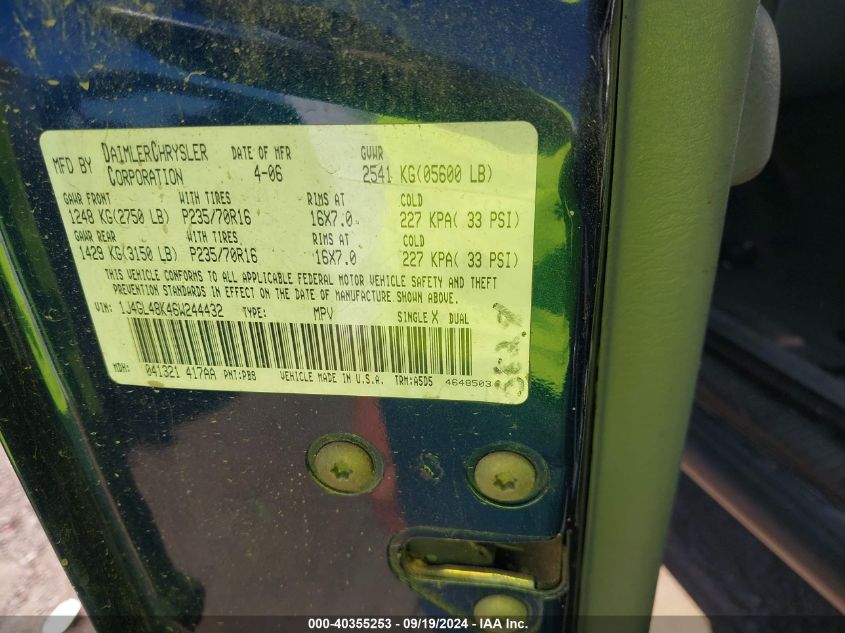 MFD BY DAIMLERCHRYSLER CORPORATION DATE OF MFR 4-06 GVWR 2541 KG(05600 LB)
GAWR FRONT WITH TIRES RIMS AT COLD
1248 KG(2750 LB) P235/70R16 16X7.0 227 KPA( 33 PSI)
GAWR REAR WITH TIRES RIMS AT COLD
1429 KG(3150 LB) P235/70R16 16X7.0 227 KPA( 33 PSI)
THIS VEHICLE CONFORMS TO ALL APPLICABLE FEDERAL MOTOR VEHICLE SAFETY AND THEFT
PREVENTION STANDARDS IN EFFECT ON THE DATE OF MANUFACTURE SHOWN ABOVE.
VIN: 1J4GL48K46W244432 TYPE: MPV SINGLE X DUAL
MDH: 041321 417AA PNT:PB8 VEHICLE MADE IN U.S.A. TRM:A5D5 4648503
000-40355253 - 09/19/2024 - IAA Inc.